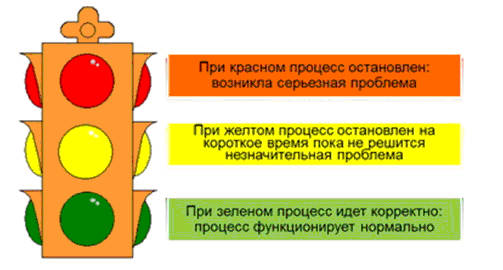 При красном процесс остановлен:
возникла серьезная проблема
При желтом процесс остановлен на
короткое время пока не решится
незначительная проблема
При зеленом процесс идет корректно:
процесс функционирует нормально